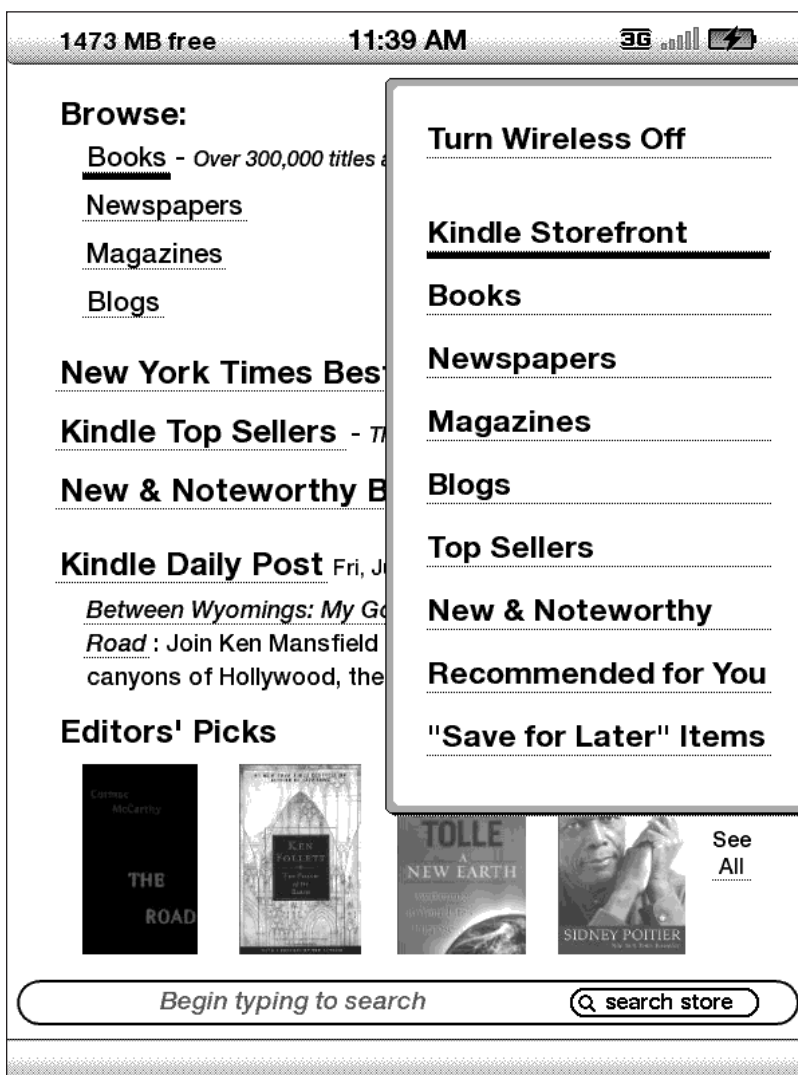 1473 MB free 11:39 AM 3G
Browse:
Books - Over 300,000 titles
Newspapers
Magazines
Blogs
New York Times Bes
Kindle Top Sellers -
New & Noteworthy B
Kindle Daily Post Fri,
Between Wyomings: My Go
Road : Join Ken Mansfield
canyons of Hollywood, the
Editors' Picks
Turn Wireless Off
Kindle Storefront
Books
Newspapers
Magazines
Blogs
Top Sellers
New & Noteworthy
Recommended for You
"Save for Later" Items
Cormac
McCarthy
THE
ROAD
KEN
FOLLETT
TOLLE
A
NEW EARTH
SIDNEY POITIER
See
All
Begin typing to search search store